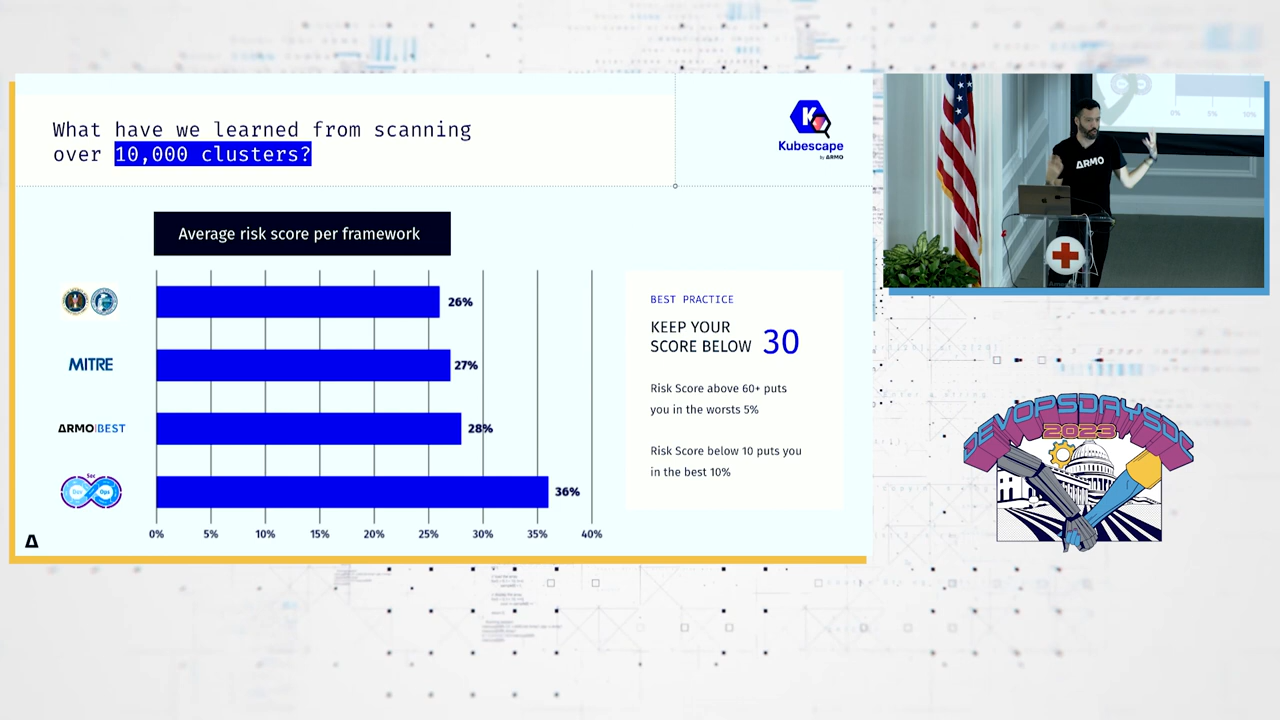 What have we learned from scanning
over 10,000 clusters?
Kubescape
by ARMO
Average risk score per framework
26%
MITRE
27%
ARMO|BEST
28%
Sec
Dev
Ops
36%
0%
5%
10%
15%
20%
25%
30%
35%
40%
BEST PRACTICE
KEEP YOUR
SCORE BELOW 30
Risk Score above 60+ puts
you in the worsts 5%
Risk Score below 10 puts you
in the best 10%
ARMO
0%
5%
10%
DEVOPSDAYSDC
2023